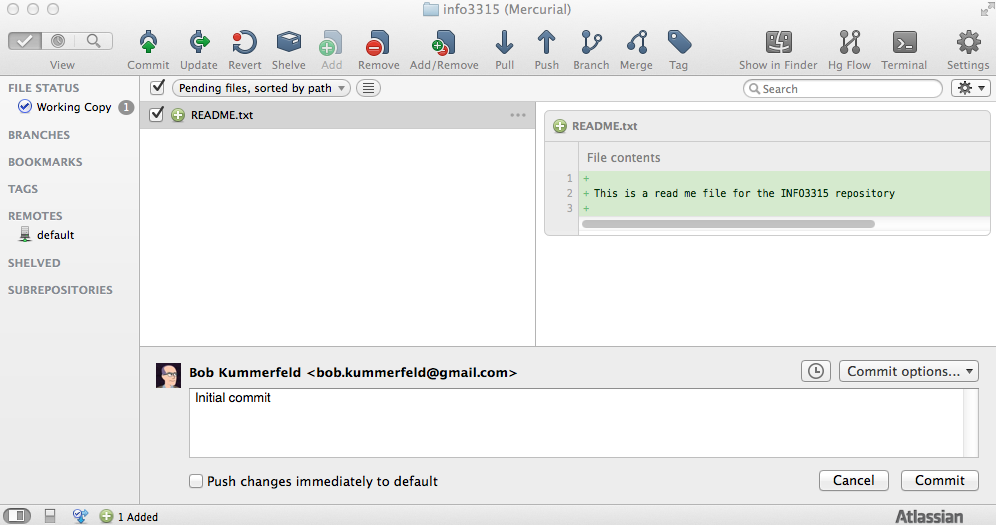 info3315 (Mercurial)
View Commit Update Revert Shelve Add Remove Add/Remove Pull Push Branch Merge Tag Show in Finder Hg Flow Terminal Settings
FILE STATUS
Working Copy 1
BRANCHES
BOOKMARKS
TAGS
REMOTES
default
SHELVED
SUBREPOSITORIES
Pending files, sorted by path
Search
README.txt
README.txt
File contents
1 +
2 + This is a read me file for the INFO3315 repository
3 +
Bob Kummerfeld <bob.kummerfeld@gmail.com>
Commit options...
Initial commit
Push changes immediately to default
Cancel Commit
1 Added
Atlassian